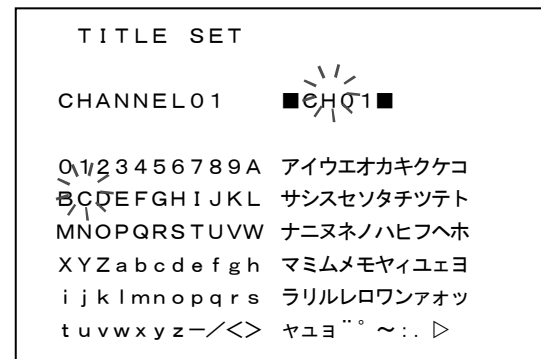 TITLE SET
CHANNEL01 ■CH01■
0123456789A アイウエオカキクケコ
BCDEFGHIJKL サシスセソタチツテト
MNOPQRSTUVW ナニヌネノハヒフヘホ
XYZabcdefgh マミムメモヤィユェヨ
ijklmnopqrs ラリルレロワンァォッ
tuvwxyz−／<> ャュョ¨°~:. ▷